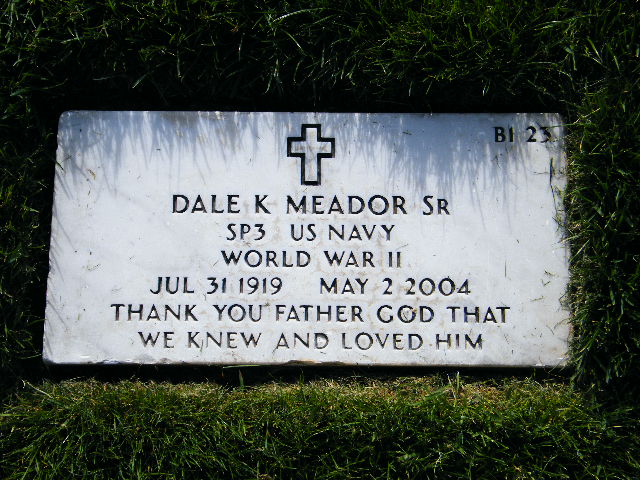 B1 23
DALE K MEADOR SR
SP3 US NAVY
WORLD WAR II
JUL 31 1919 MAY 2 2004
THANK YOU FATHER GOD THAT
WE KNEW AND LOVED HIM